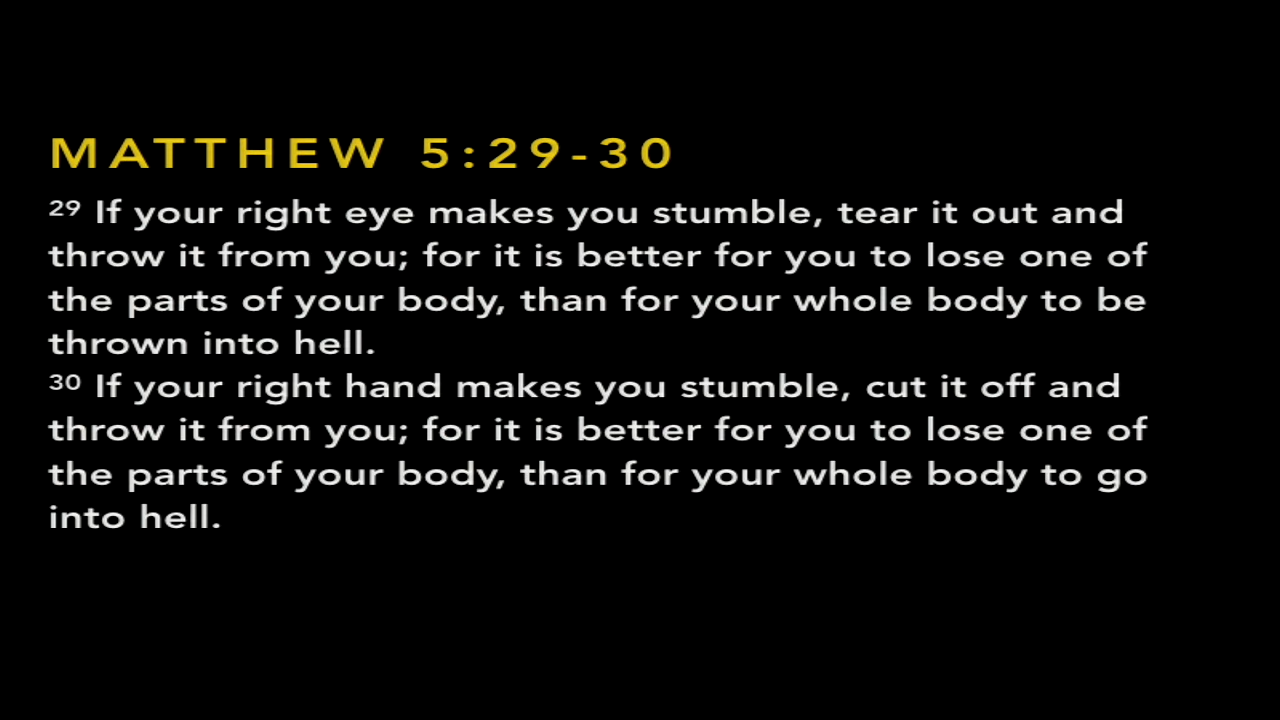 MATTHEW 5:29-30
29 If your right eye makes you stumble, tear it out and
throw it from you; for it is better for you to lose one of
the parts of your body, than for your whole body to be
thrown into hell.
30 If your right hand makes you stumble, cut it off and
throw it from you; for it is better for you to lose one of
the parts of your body, than for your whole body to go
into hell.